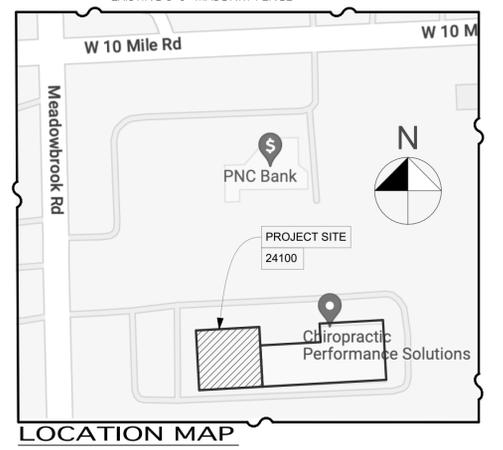 W 10 Mile Rd
W 10 M
Meadowbrook Rd
$
PNC Bank
N
PROJECT SITE
24100
Chiropractic
Performance Solutions
LOCATION MAP